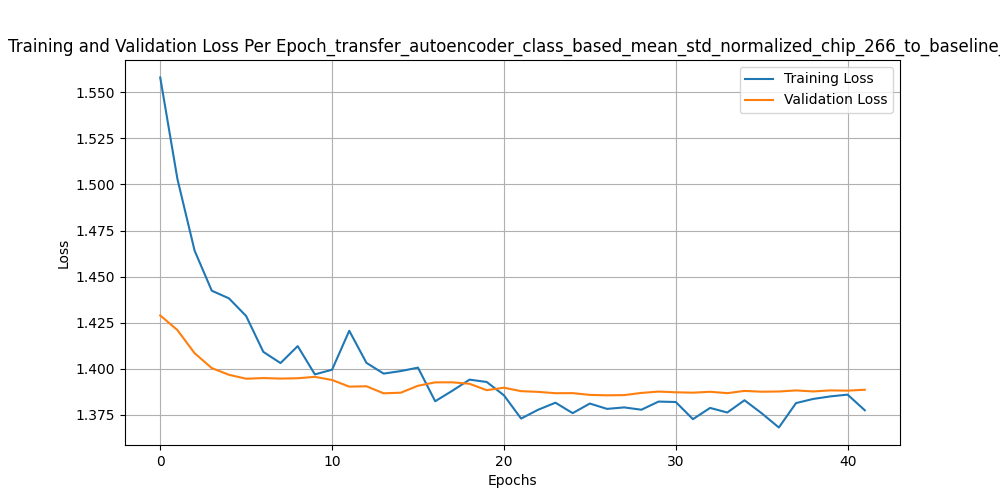 Training and Validation Loss Per Epoch_transfer_autoencoder_class_based_mean_std_normalized_chip_266_to_baseline_
Training Loss
Validation Loss
1.550
1.525
1.500
1.475
1.450
1.425
1.400
1.375
Loss
0
10
20
30
40
Epochs